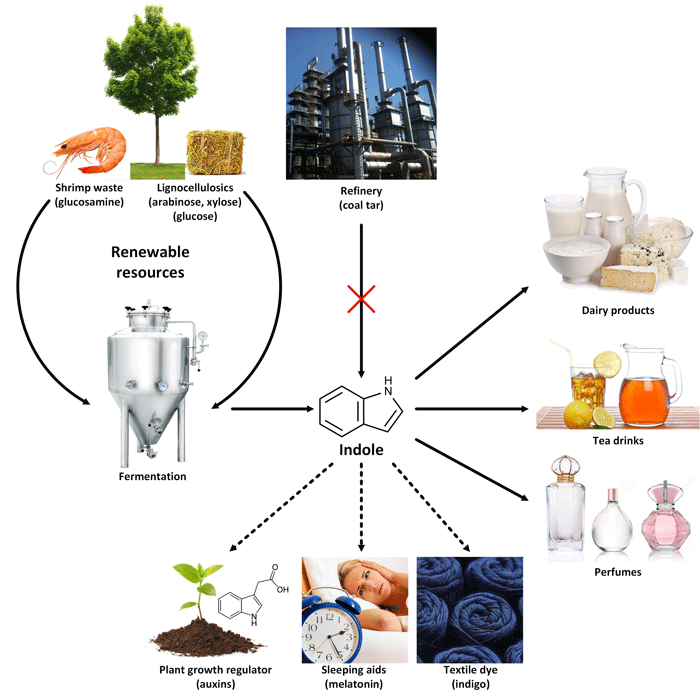 Shrimp waste
(glucosamine)
Lignocellulosics
(arabinose, xylose)
(glucose)
Refinery
(coal tar)
Renewable
resources
Dairy products
H
N
Indole
Tea drinks
Fermentation
Perfumes
O
OH
N
H
Plant growth regulator
(auxins)
Sleeping aids
(melatonin)
Textile dye
(indigo)